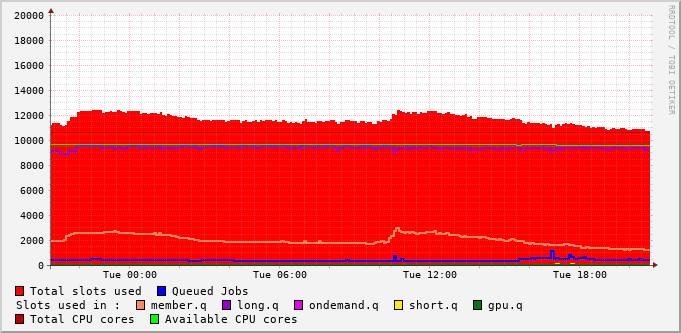 20000
18000
16000
14000
12000
10000
8000
6000
4000
2000
0
Tue 00:00 Tue 06:00 Tue 12:00 Tue 18:00
RRDTOOL / TOBI OETIKER
Total slots used Queued Jobs
Slots used in : member.q long.q ondemand.q short.q gpu.q
Total CPU cores Available CPU cores